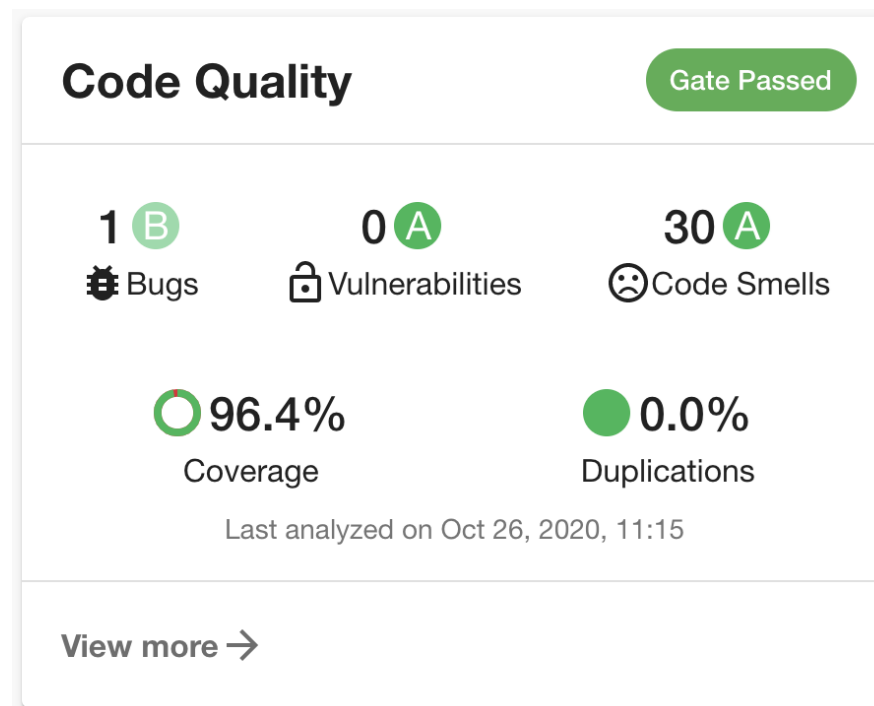 Code Quality
Gate Passed
1 B
0 A
30 A
Bugs
Vulnerabilities
Code Smells
96.4%
0.0%
Coverage
Duplications
Last analyzed on Oct 26, 2020, 11:15
View more